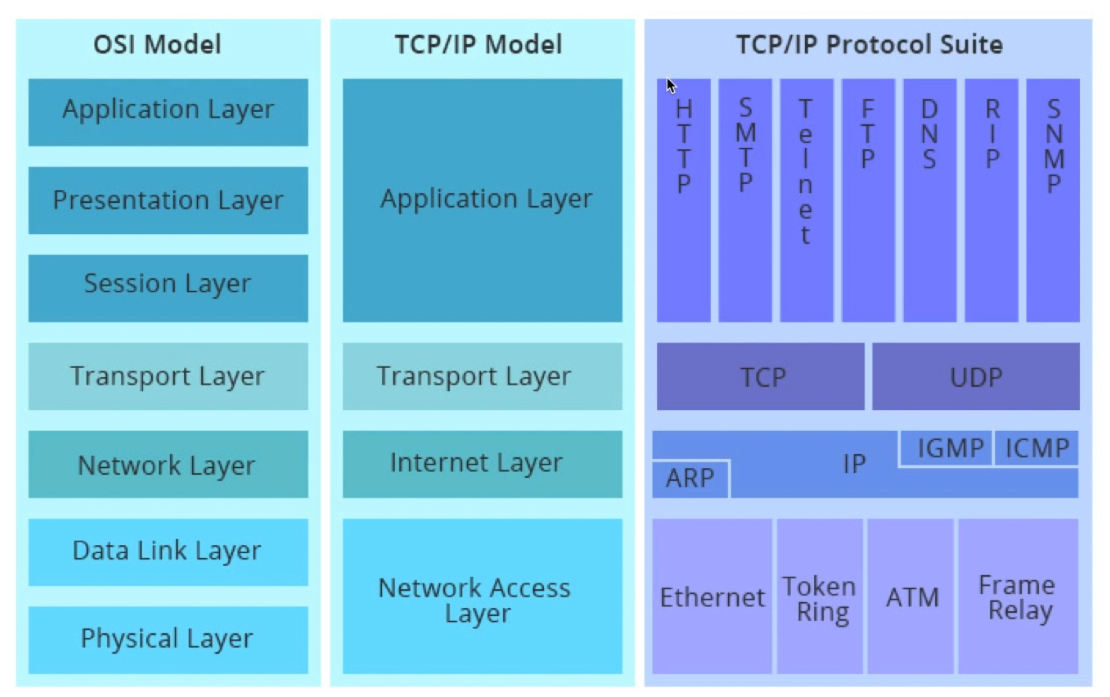 OSI Model
Application Layer
Presentation Layer
Session Layer
Transport Layer
Network Layer
Data Link Layer
Physical Layer
TCP/IP Model
Application Layer
Transport Layer
Internet Layer
Network Access
Layer
TCP/IP Protocol Suite
HTTP
SMTP
Telnet
FTP
DNS
RIP
SNMP
TCP
UDP
IP
IGMP
ICMP
ARP
Ethernet
Token
Ring
ATM
Frame
Relay